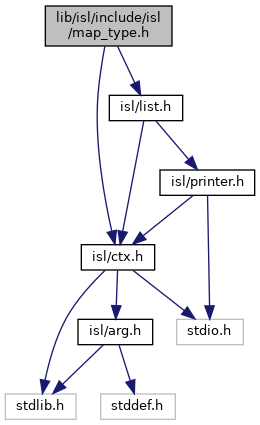 lib/isl/include/isl
/map_type.h
isl/list.h
isl/printer.h
isl/ctx.h
isl/arg.h
stdio.h
stdlib.h
stddef.h